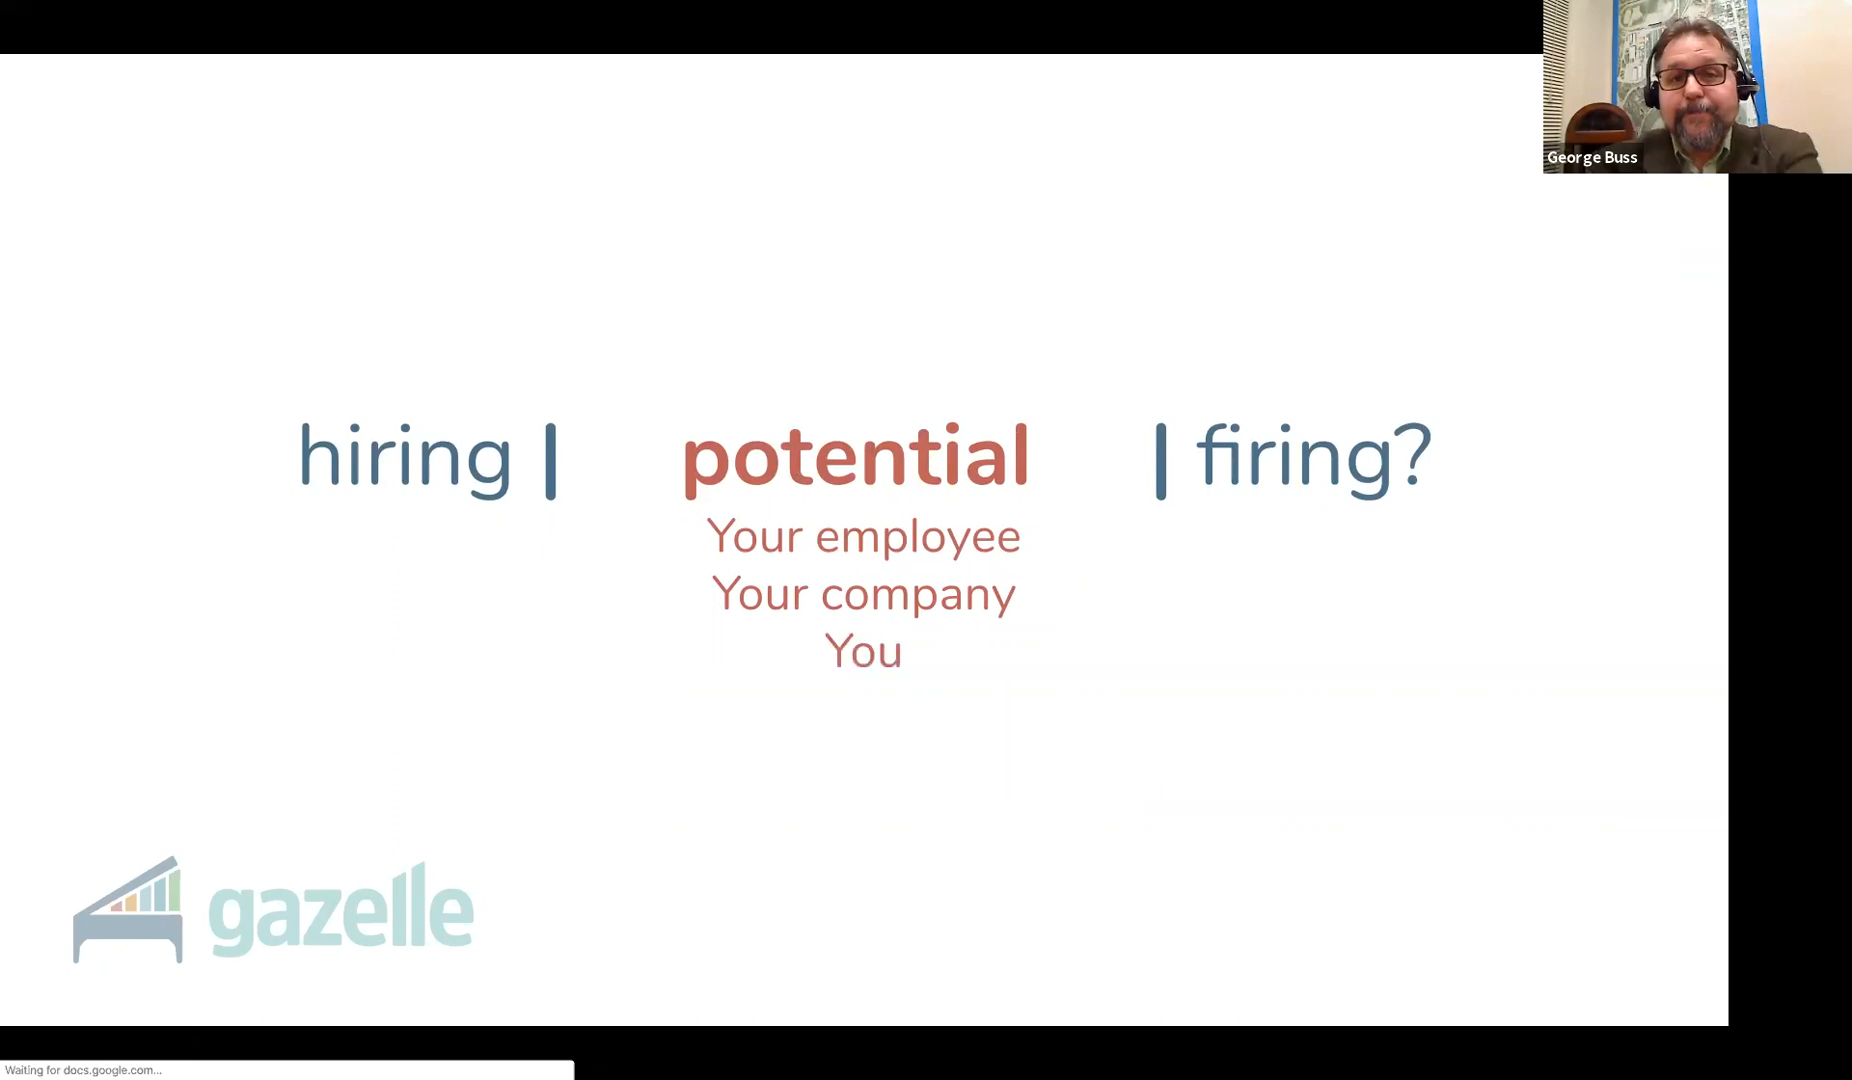 George Buss
hiring | potential | firing?
Your employee
Your company
You
gazelle
Waiting for docs.google.com...